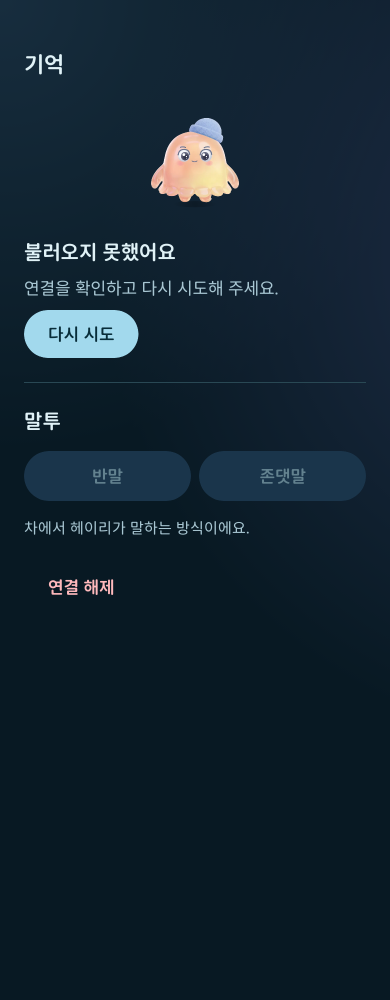 기억
불러오지 못했어요
연결을 확인하고 다시 시도해 주세요.
다시 시도
말투
반말
존댓말
차에서 헤이리가 말하는 방식이에요.
연결 해제